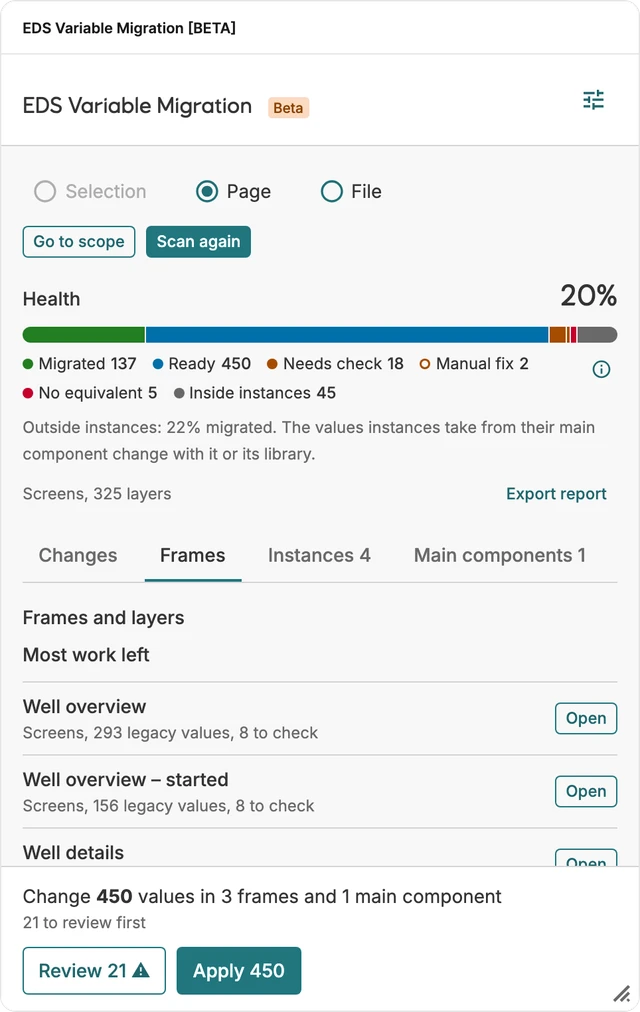 EDS Variable Migration [BETA]
EDS Variable Migration Beta
Selection Page File
Go to scope Scan again
Health 20%
Migrated 137 Ready 450 Needs check 18 Manual fix 2
No equivalent 5 Inside instances 45
Outside instances: 22% migrated. The values instances take from their main
component change with it or its library.
Screens, 325 layers Export report
Changes Frames Instances 4 Main components 1
Frames and layers
Most work left
Well overview
Screens, 293 legacy values, 8 to check
Open
Well overview – started
Screens, 156 legacy values, 8 to check
Open
Well details
Open
Change 450 values in 3 frames and 1 main component
21 to review first
Review 21 Apply 450